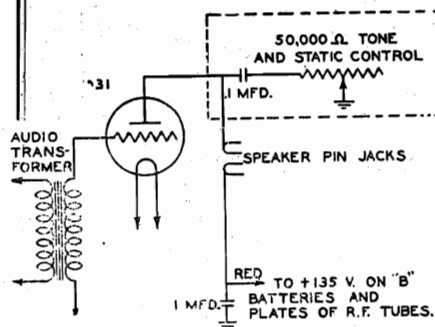 50,000 Ω TONE
AND STATIC CONTROL
.1 MFD.
AUDIO
TRANS-
FORMER
SPEAKER PIN JACKS
RED
TO +135 V. ON "B"
BATTERIES AND
PLATES OF R.F. TUBES.
1 MFD.